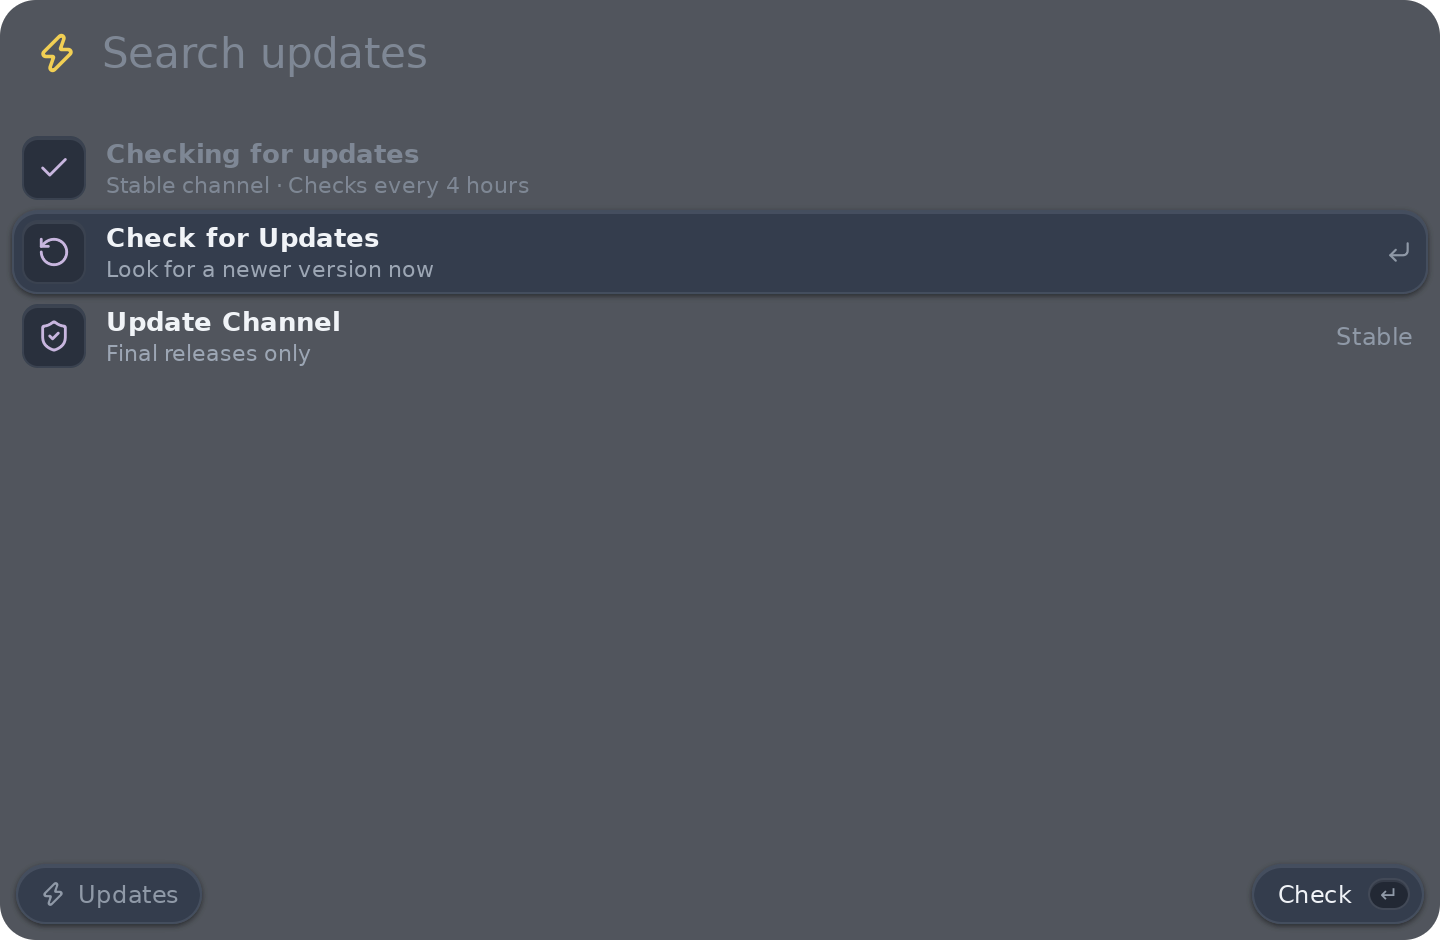 Search updates
Checking for updates
Stable channel · Checks every 4 hours
Check for Updates
Look for a newer version now
Update Channel
Final releases only
Stable
Updates
Check